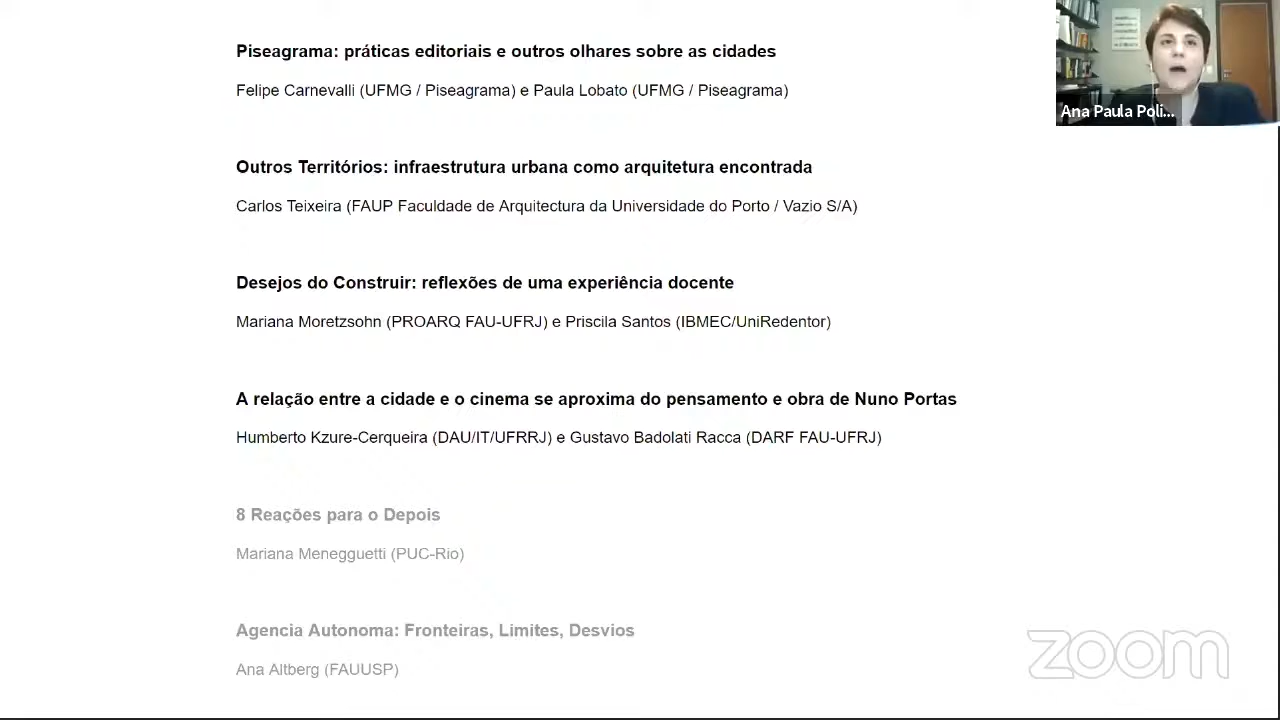 Piseagrama: práticas editoriais e outros olhares sobre as cidades
Felipe Carnevalli (UFMG / Piseagrama) e Paula Lobato (UFMG / Piseagrama)
Ana Paula Poli...
Outros Territórios: infraestrutura urbana como arquitetura encontrada
Carlos Teixeira (FAUP Faculdade de Arquitectura da Universidade do Porto / Vazio S/A)
Desejos do Construir: reflexões de uma experiência docente
Mariana Moretzsohn (PROARQ FAU-UFRJ) e Priscila Santos (IBMEC/UniRedentor)
A relação entre a cidade e o cinema se aproxima do pensamento e obra de Nuno Portas
Humberto Kzure-Cerqueira (DAU/IT/UFRRJ) e Gustavo Badolati Racca (DARF FAU-UFRJ)
8 Reações para o Depois
Mariana Menegguetti (PUC-Rio)
Agencia Autonoma: Fronteiras, Limites, Desvios
Ana Altberg (FAUUSP)
zoom